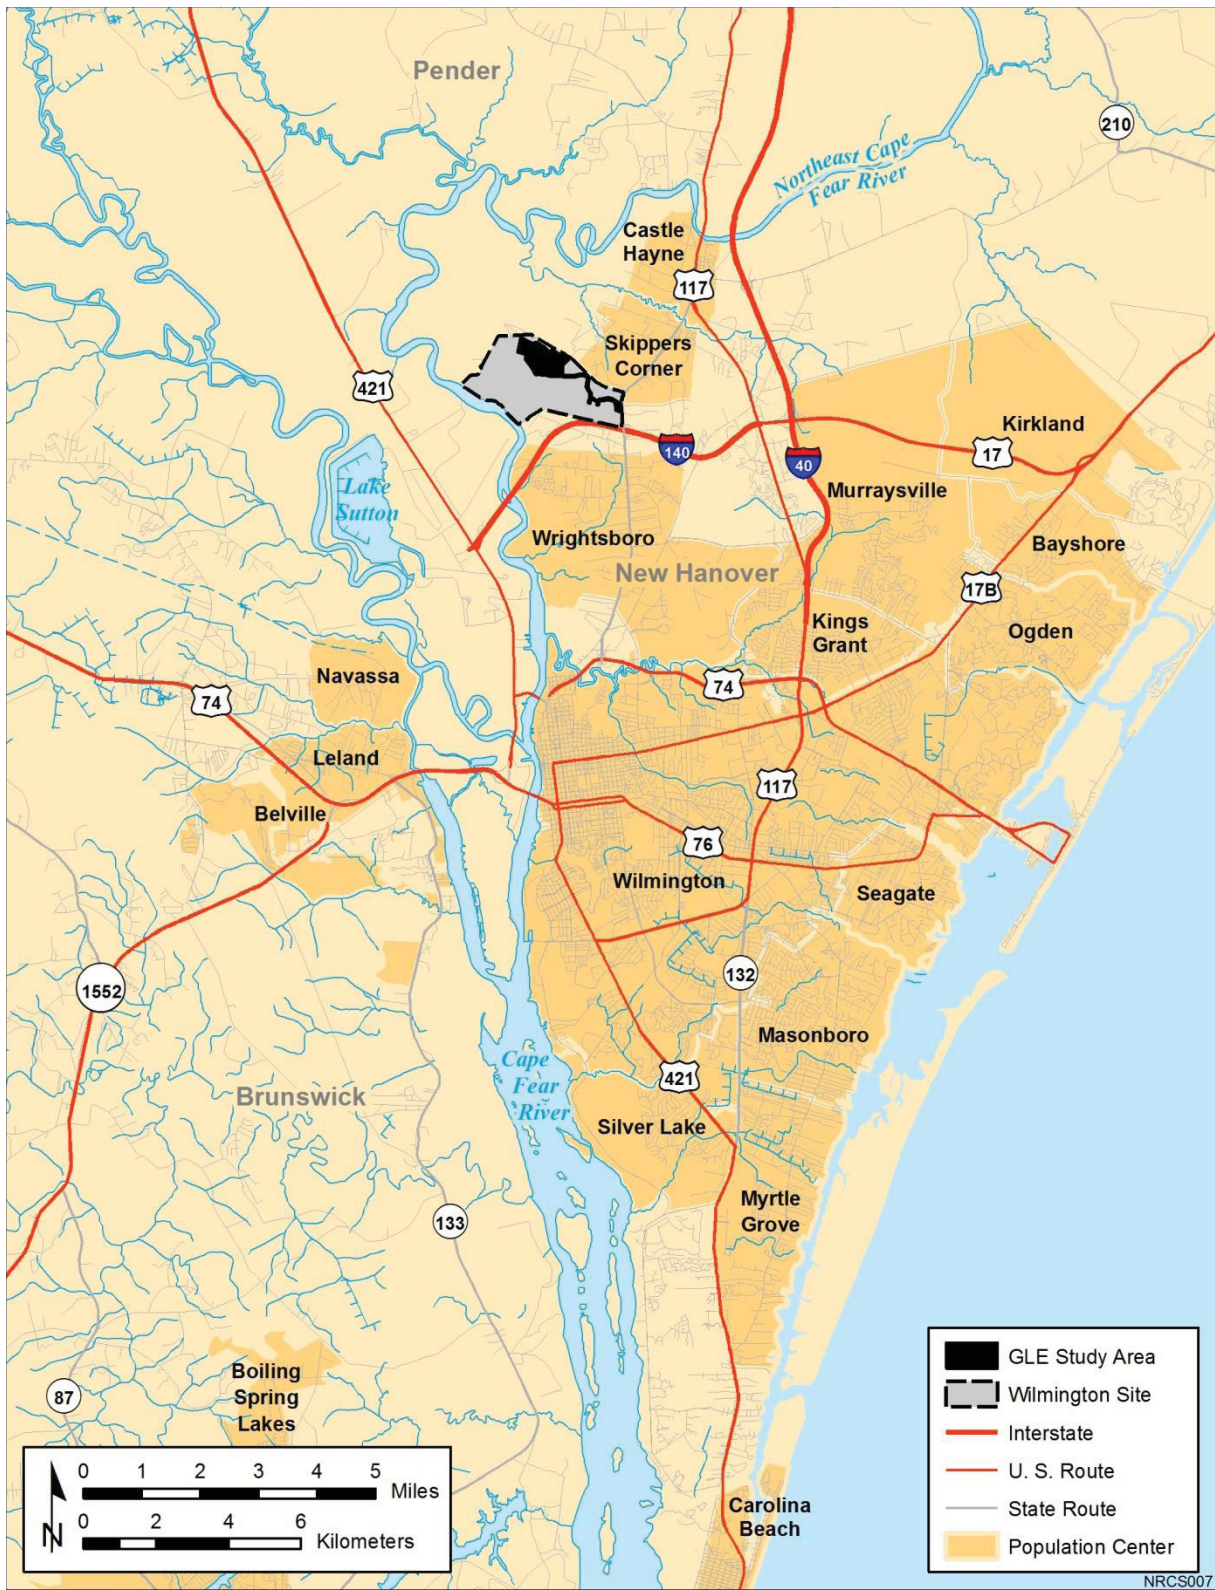 Pender
210
Northeast Cape
Fear River
Castle
Hayne
117
Skippers
Corner
421
Kirkland
17
140
40
Murraysville
Lake
Sutton
Wrightsboro
Bayshore
New Hanover
17B
Kings
Grant
Ogden
Navassa
74
74
Leland
117
Belville
76
Wilmington
Seagate
132
1552
Masonboro
Cape
Fear
River
421
Brunswick
Silver Lake
Myrtle
Grove
133
Boiling
Spring
Lakes
87
GLE Study Area
Wilmington Site
Interstate
U. S. Route
State Route
Population Center
0 1 2 3 4 5
Miles
0 2 4 6
Kilometers
N
Carolina
Beach
NRCS007